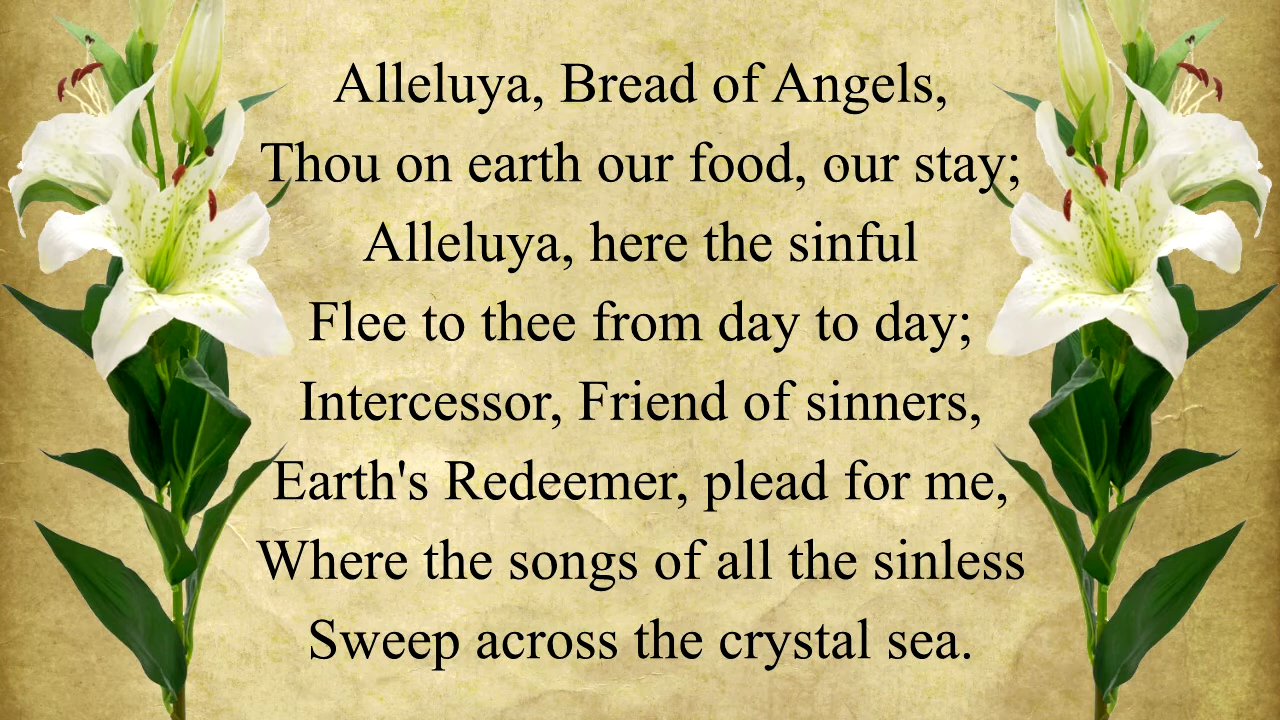 Alleluya, Bread of Angels,
Thou on earth our food, our stay;
Alleluya, here the sinful
Flee to thee from day to day;
Intercessor, Friend of sinners,
Earth's Redeemer, plead for me,
Where the songs of all the sinless
Sweep across the crystal sea.